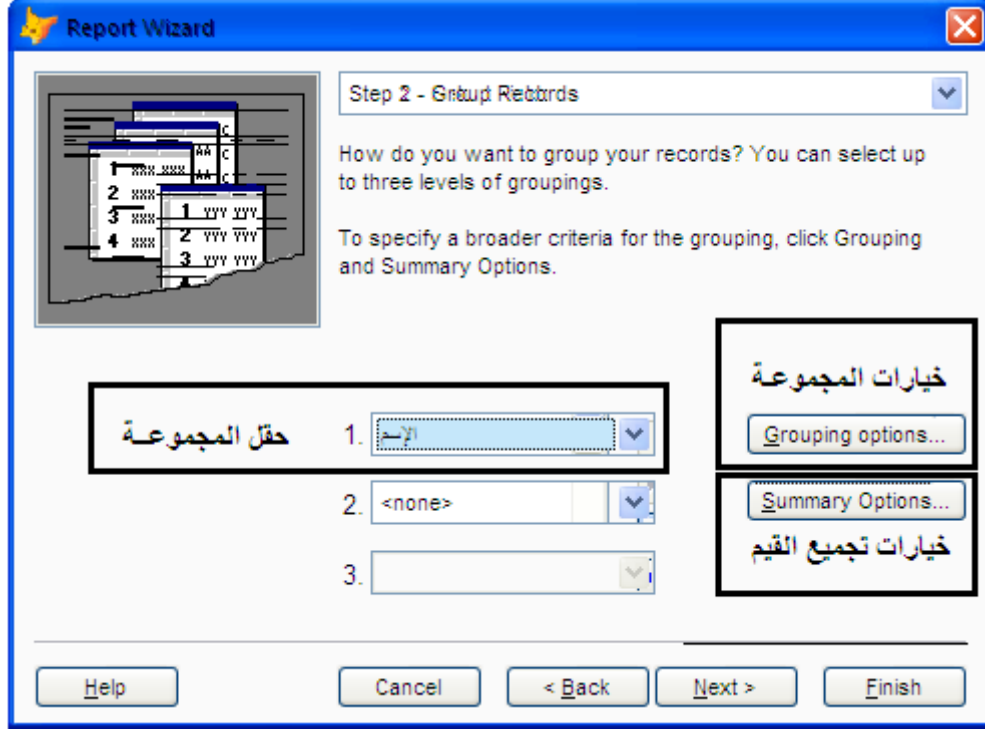 Report Wizard
Step 2 - Group Records
How do you want to group your records? You can select up
to three levels of groupings.
To specify a broader criteria for the grouping, click Grouping
and Summary Options.
خيارات المجموعة
حقل المجموعــة
1. الإسم
Grouping options...
2. <none>
Summary Options...
خيارات تجميع القيم
3.
Help
Cancel
< Back
Next >
Finish